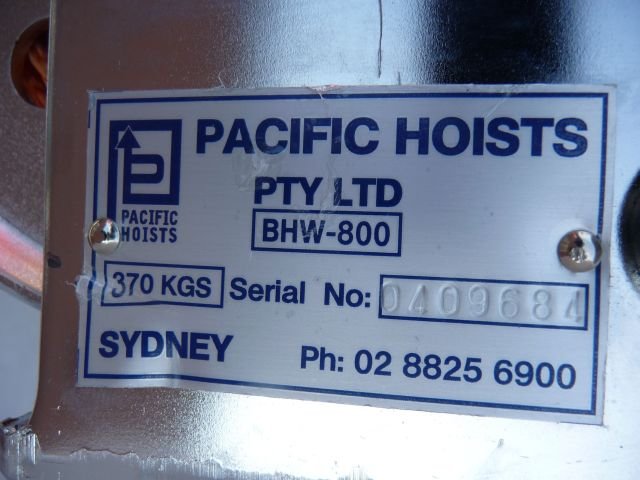 PACIFIC HOISTS
PTY LTD
PACIFIC
HOISTS
BHW-800
370 KGS Serial No: 0409684
SYDNEY Ph: 02 8825 6900